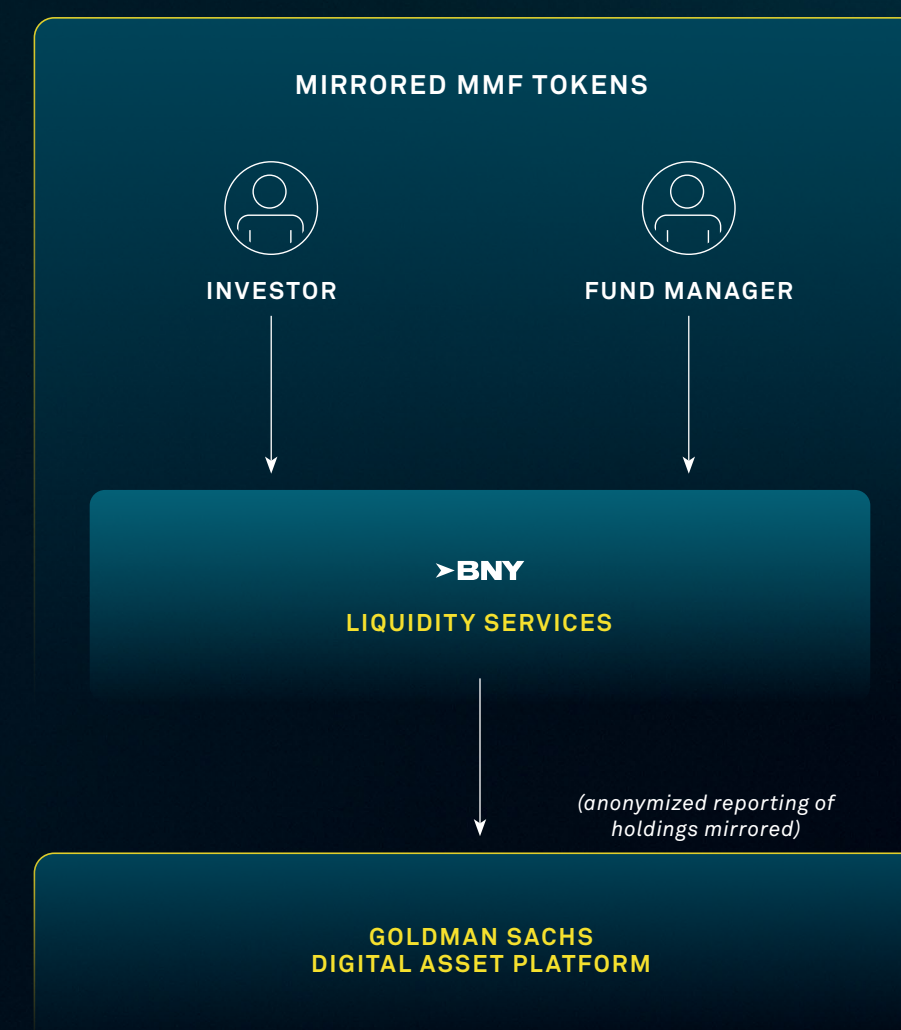 MIRRORED MMF TOKENS
INVESTOR
FUND MANAGER
BNY
LIQUIDITY SERVICES
(anonymized reporting of
holdings mirrored)
GOLDMAN SACHS
DIGITAL ASSET PLATFORM